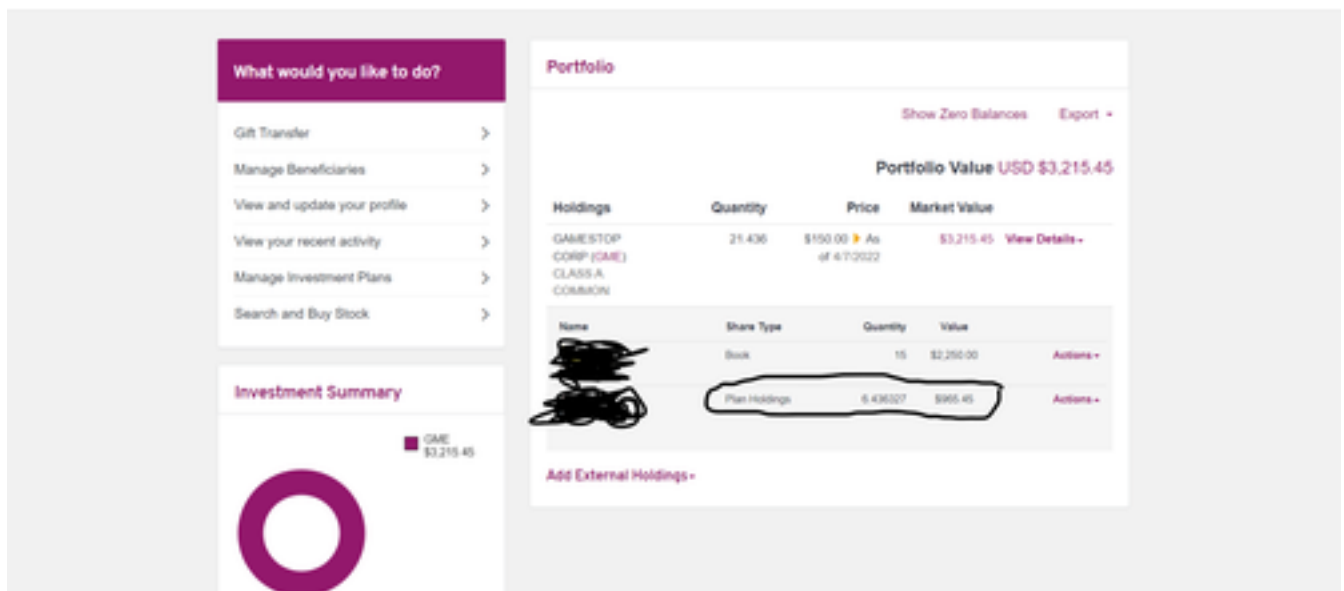 What would you like to do?
Gift Transfer
Manage Beneficiaries
View and update your profile
View your recent activity
Manage Investment Plans
Search and Buy Stock
Investment Summary
GME
$3,215.45
Portfolio
Show Zero Balances Export
Portfolio Value USD $3,215.45
Holdings Quantity Price Market Value
GAMESTOP 21.436 $150.00 As $3,215.45 View Details
CORP (GME) of 4/7/2022
CLASS A
COMMON
Name Share Type Quantity Value
Book 15 $2,250.00 Actions
Plan Holdings 6.436327 $965.45 Actions
Add External Holdings